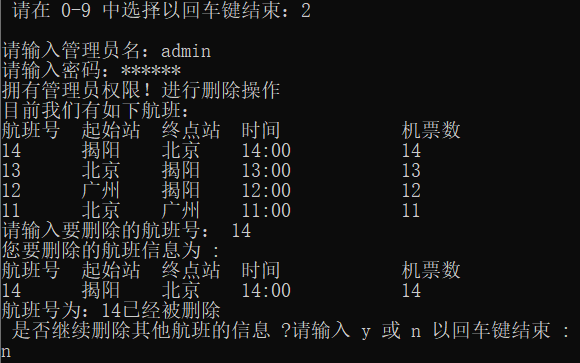 请在 0-9 中选择以回车键结束: 2
请输入管理员名: admin
请输入密码: ******
拥有管理员权限! 进行删除操作
目前我们有如下航班:
航班号 起始站 终点站 时间 机票数
14 揭阳 北京 14:00 14
13 北京 揭阳 13:00 13
12 广州 揭阳 12:00 12
11 北京 广州 11:00 11
请输入要删除的航班号: 14
您要删除的航班信息为 :
航班号 起始站 终点站 时间 机票数
14 揭阳 北京 14:00 14
航班号为: 14已经被删除
是否继续删除其他航班的信息 ?请输入 y 或 n 以回车键结束 :
n